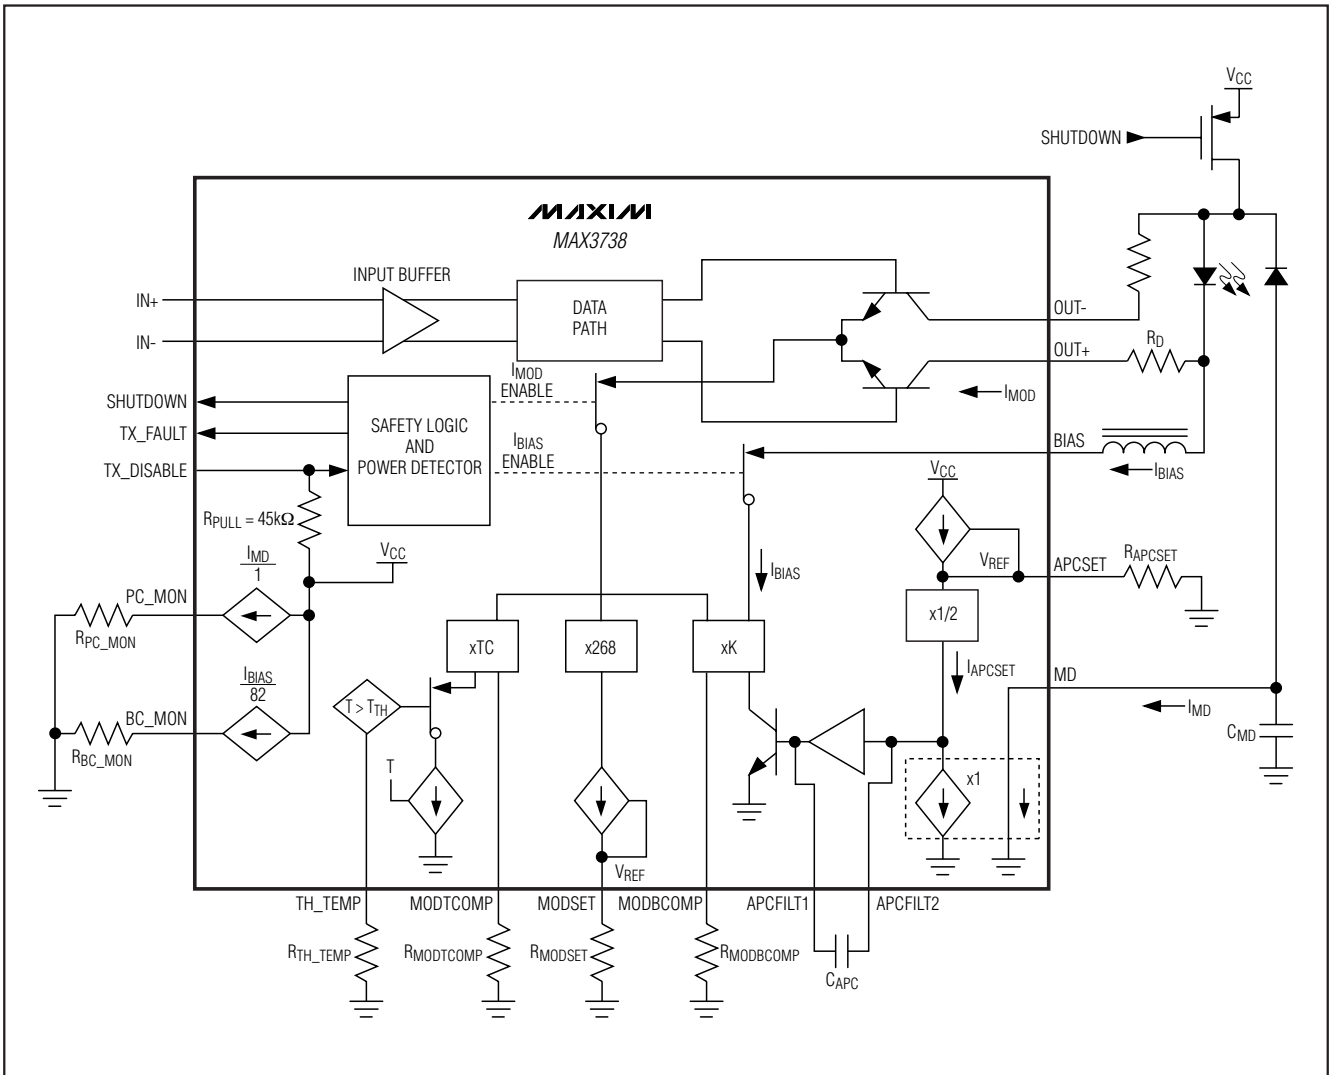 VCC
SHUTDOWN
MAXIM
MAX3738
INPUT BUFFER
IN+
IN-
DATA
PATH
OUT-
OUT+
RD
IMOD
IMOD
ENABLE
SHUTDOWN
TX_FAULT
TX_DISABLE
SAFETY LOGIC
AND
POWER DETECTOR
IBIAS
ENABLE
BIAS
IBIAS
RPULL = 45kΩ
VCC
VCC
IMD
1
PC_MON
RPC_MON
IBIAS
VREF
APCSET
RAPCSET
x1/2
xTC
x268
xK
IAPCSET
MD
IMD
CMD
IBIAS
82
BC_MON
RBC_MON
T > TTH
T
x1
VREF
TH_TEMP
MODTCOMP
MODSET
MODBCOMP
APCFILT1
APCFILT2
RTH_TEMP
RMODTCOMP
RMODSET
RMODBCOMP
CAPC